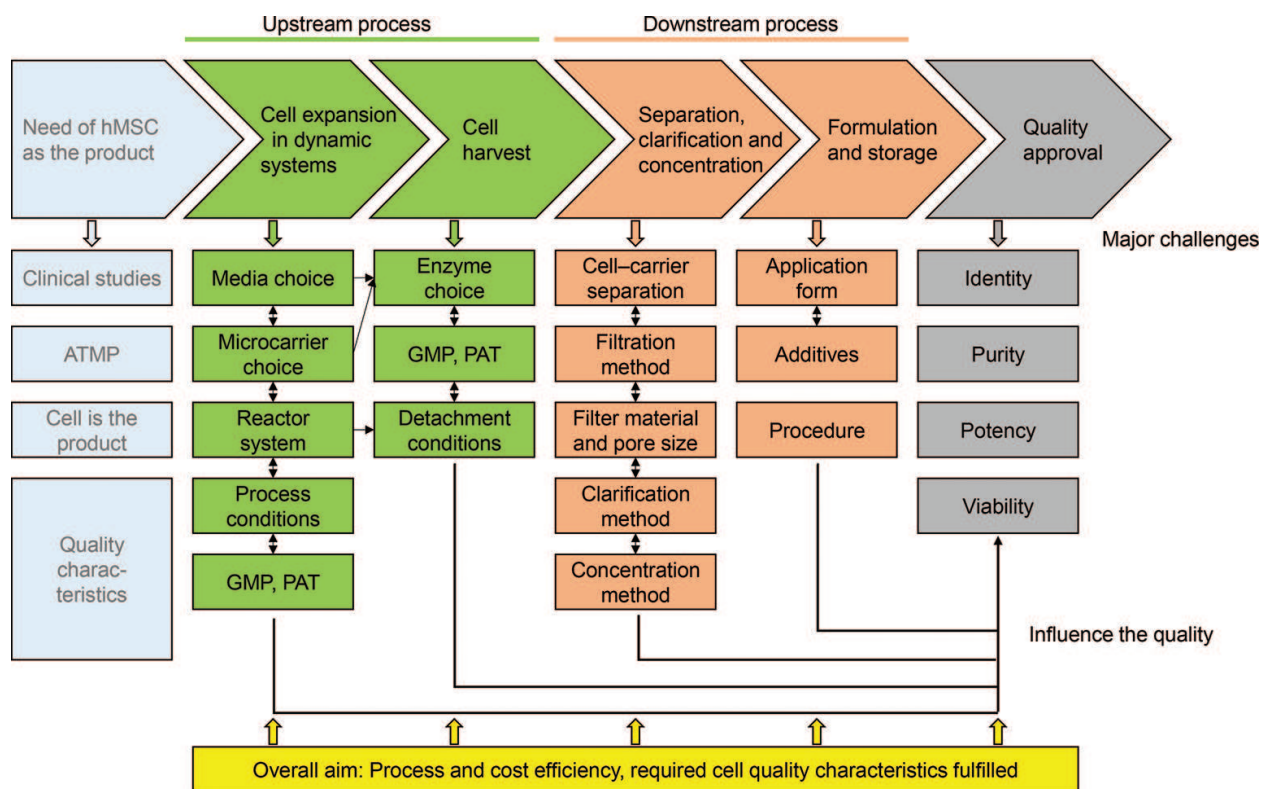 Upstream process
Downstream process
Need of hMSC
as the product
Cell expansion
in dynamic
systems
Cell
harvest
Separation,
clarification and
concentration
Formulation
and storage
Quality
approval
Major challenges
Clinical studies
Media choice
Enzyme
choice
Cell–carrier
separation
Application
form
Identity
ATMP
Microcarrier
choice
GMP, PAT
Filtration
method
Additives
Purity
Cell is the
product
Reactor
system
Detachment
conditions
Filter material
and pore size
Procedure
Potency
Quality
charac-
teristics
Process
conditions
Clarification
method
Viability
GMP, PAT
Concentration
method
Influence the quality
Overall aim: Process and cost efficiency, required cell quality characteristics fulfilled